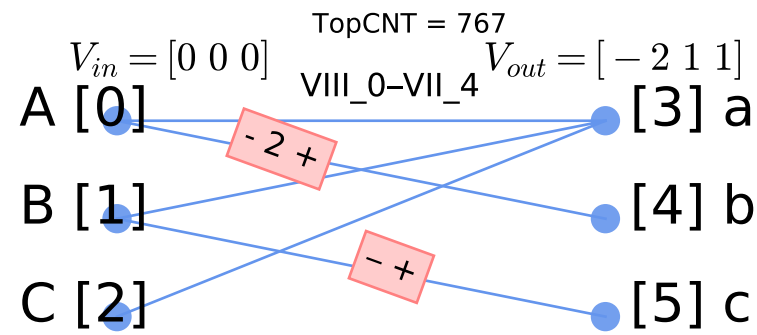 TopCNT = 767
V_in = [0 0 0]
V_out = [ − 2 1 1]
VIII_0–VII_4
A [0]
[3] a
- 2 +
B [1]
[4] b
− +
C [2]
[5] c